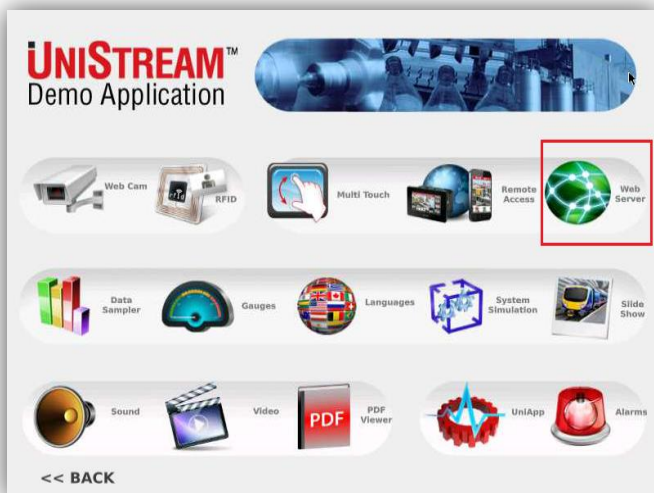 UNISTREAM™
Demo Application
Web Cam
rfid
RFID
Multi Touch
Remote
Access
Web
Server
Data
Sampler
Gauges
Languages
System
Simulation
Slide
Show
Sound
Video
PDF
PDF
Viewer
UniApp
Alarms
<< BACK